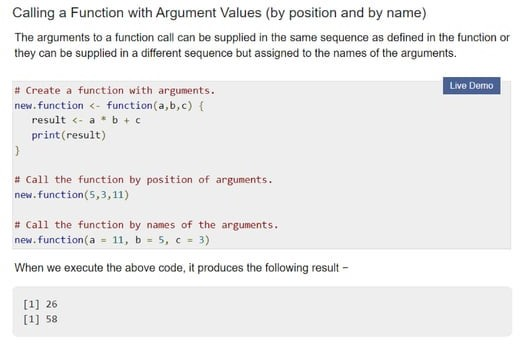 Calling a Function with Argument Values (by position and by name)
The arguments to a function call can be supplied in the same sequence as defined in the function or
they can be supplied in a different sequence but assigned to the names of the arguments.
Live Demo
# Create a function with arguments.
new.function <- function(a,b,c) {
   result <- a * b + c
   print(result)
}
# Call the function by position of arguments.
new.function(5,3,11)
# Call the function by names of the arguments.
new.function(a = 11, b = 5, c = 3)
When we execute the above code, it produces the following result −
[1] 26
[1] 58